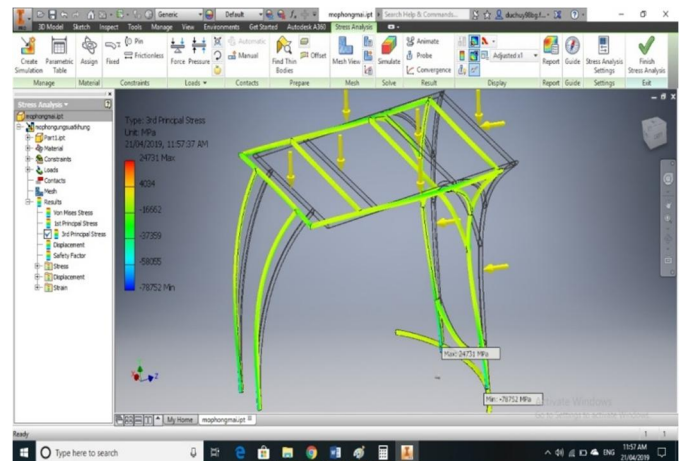 Generic
Default
mophongmai.ipt
Search Help & Commands...
3D Model Sketch Inspect Tools Manage View Environments Get Started Autodesk A360 Stress Analysis
Create Simulation
Parametric Table
Assign
Fixed
Pin
Frictionless
Force
Pressure
Automatic
Manual
Find Thin Bodies
Offset
Mesh View
Simulate
Animate
Probe
Convergence
Adjusted x1
Report
Guide
Stress Analysis Settings
Finish Stress Analysis
Manage Material Constraints Loads Contacts Prepare Mesh Solve Result Display Report Guide Settings Exit
Stress Analysis
mophongmai.ipt
Part1.ipt
Material
Constraints
Loads
Contacts
Mesh
Results
Von Mises Stress
1st Principal Stress
3rd Principal Stress
Displacement
Safety Factor
Stress
Displacement
Strain
Type: 3rd Principal Stress
Unit: MPa
21/04/2019, 11:57:37 AM
24731 Max
4034
-16662
-37359
-58055
-78752 Min
Max: 24731 MPa
Min: -78752 MPa
Activate Windows
My Home
mophongmai.ipt
Ready
1 1
Type here to search
ENG
11:57 AM
21/04/2019